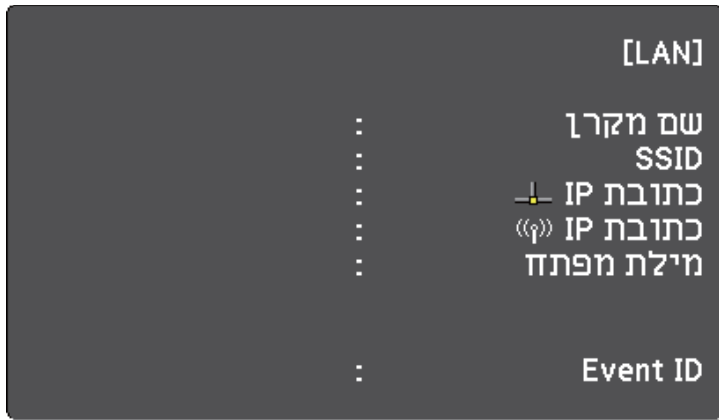 [LAN]
שם מקרן :
SSID :
כתובת IP :
כתובת IP :
מילת מפתח :
Event ID :